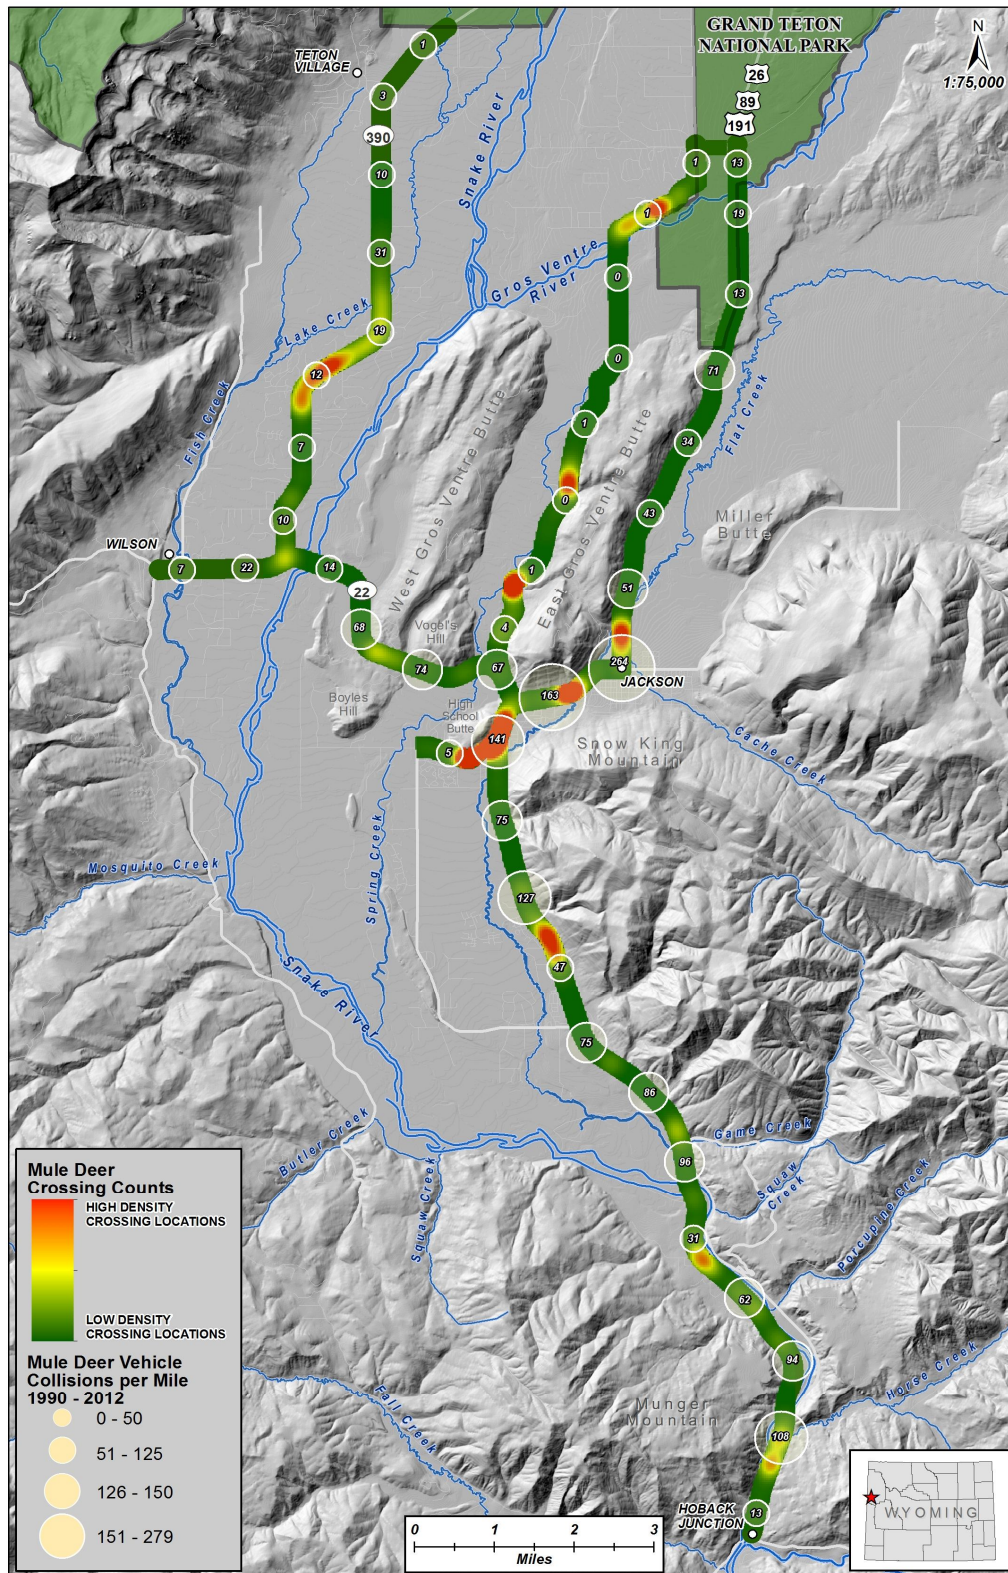 GRAND TETON
NATIONAL PARK
N
1:75,000
26
89
191
TETON
VILLAGE
1
3
390
10
31
19
12
7
10
Snake River
Gros Ventre
River
Lake Creek
Fish Creek
1
13
1
19
0
13
0
71
1
34
0
43
1
51
4
Flat Creek
West Gros Ventre Butte
East Gros Ventre Butte
Miller
Butte
WILSON
7
22
14
22
68
74
67
Vogel's
Hill
Boyles
Hill
High
School
Butte
264
JACKSON
163
141
5
Snow King
Mountain
Cache Creek
75
127
47
75
86
96
31
62
94
108
13
Mosquito Creek
Spring Creek
Snake River
Butler Creek
Squaw Creek
Game Creek
Squaw
Creek
Porcupine Creek
Horse Creek
Fall Creek
Munger
Mountain
HOBACK
JUNCTION
Mule Deer
Crossing Counts
HIGH DENSITY
CROSSING LOCATIONS
LOW DENSITY
CROSSING LOCATIONS
Mule Deer Vehicle
Collisions per Mile
1990 - 2012
0 - 50
51 - 125
126 - 150
151 - 279
0 1 2 3
Miles
WYOMING